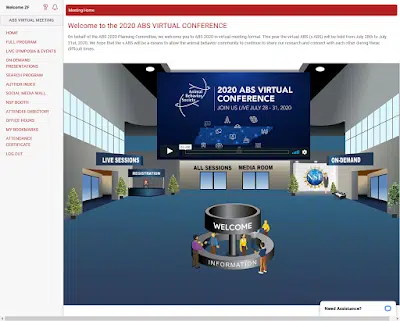 Welcome ZF
ABS VIRTUAL MEETING
HOME
FULL PROGRAM
LIVE SYMPOSIA & EVENTS
ON-DEMAND
PRESENTATIONS
SEARCH PROGRAM
AUTHOR INDEX
SOCIAL MEDIA WALL
NSF BOOTH
ATTENDEE DIRECTORY
OFFICE HOURS
MY BOOKMARKS
ATTENDANCE
CERTIFICATE
LOG OUT
Meeting Home
Welcome to the 2020 ABS VIRTUAL CONFERENCE
On behalf of the ABS 2020 Planning Committee, we welcome you to ABS 2020 in virtual meeting format. This year the virtual ABS (v-ABS) will be held from July 28th to July
31st, 2020. We hope that the v-ABS will be a means to allow the animal behavior community to continue to share our research and connect with each other during these
difficult times.
Animal
Behavior
Society
2020 ABS VIRTUAL
CONFERENCE
JOIN US LIVE JULY 28 - 31, 2020
LIVE SESSIONS
REGISTRATION
ALL SESSIONS
MEDIA ROOM
ON-DEMAND
NSF
WELCOME
INFORMATION
Need Assistance?